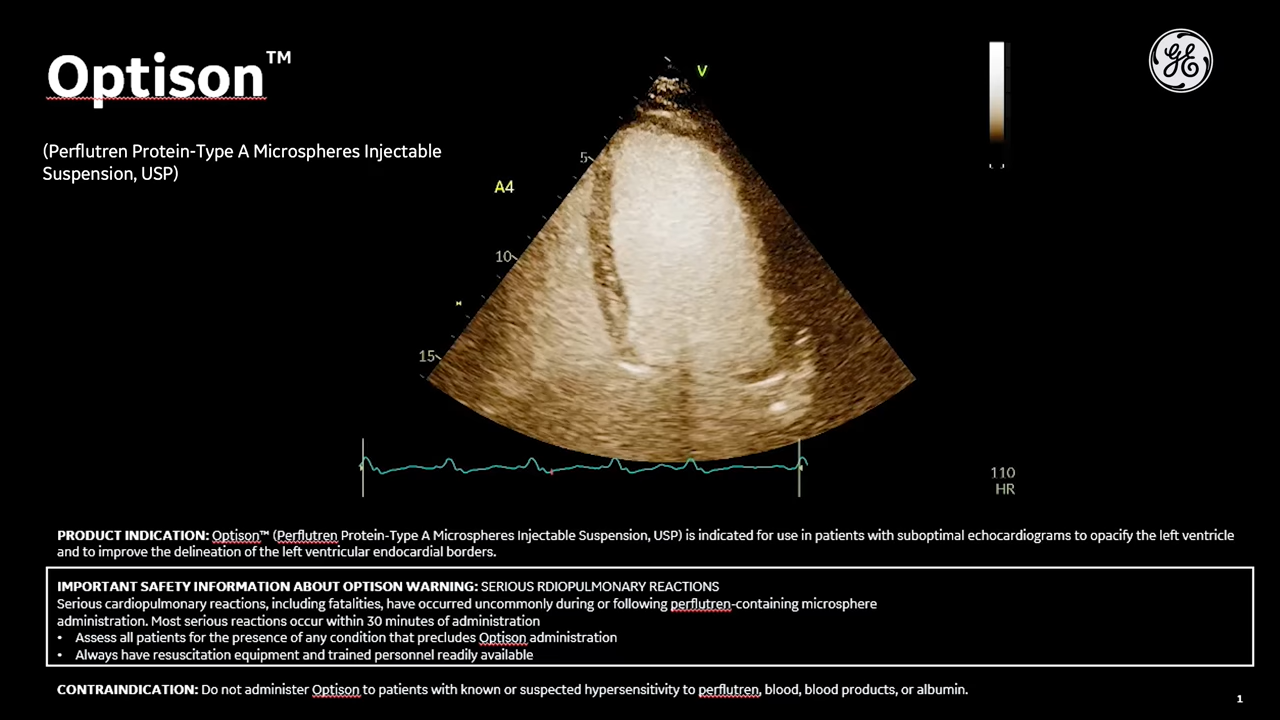 Optison™
(Perflutren Protein-Type A Microspheres Injectable
Suspension, USP)
V
GE
5
A4
10
15
110
HR
PRODUCT INDICATION: Optison™ (Perflutren Protein-Type A Microspheres Injectable Suspension, USP) is indicated for use in patients with suboptimal echocardiograms to opacify the left ventricle
and to improve the delineation of the left ventricular endocardial borders.
IMPORTANT SAFETY INFORMATION ABOUT OPTISON WARNING: SERIOUS RDIOPULMONARY REACTIONS
Serious cardiopulmonary reactions, including fatalities, have occurred uncommonly during or following perflutren-containing microsphere
administration. Most serious reactions occur within 30 minutes of administration
• Assess all patients for the presence of any condition that precludes Optison administration
• Always have resuscitation equipment and trained personnel readily available
CONTRAINDICATION: Do not administer Optison to patients with known or suspected hypersensitivity to perflutren, blood, blood products, or albumin.
1